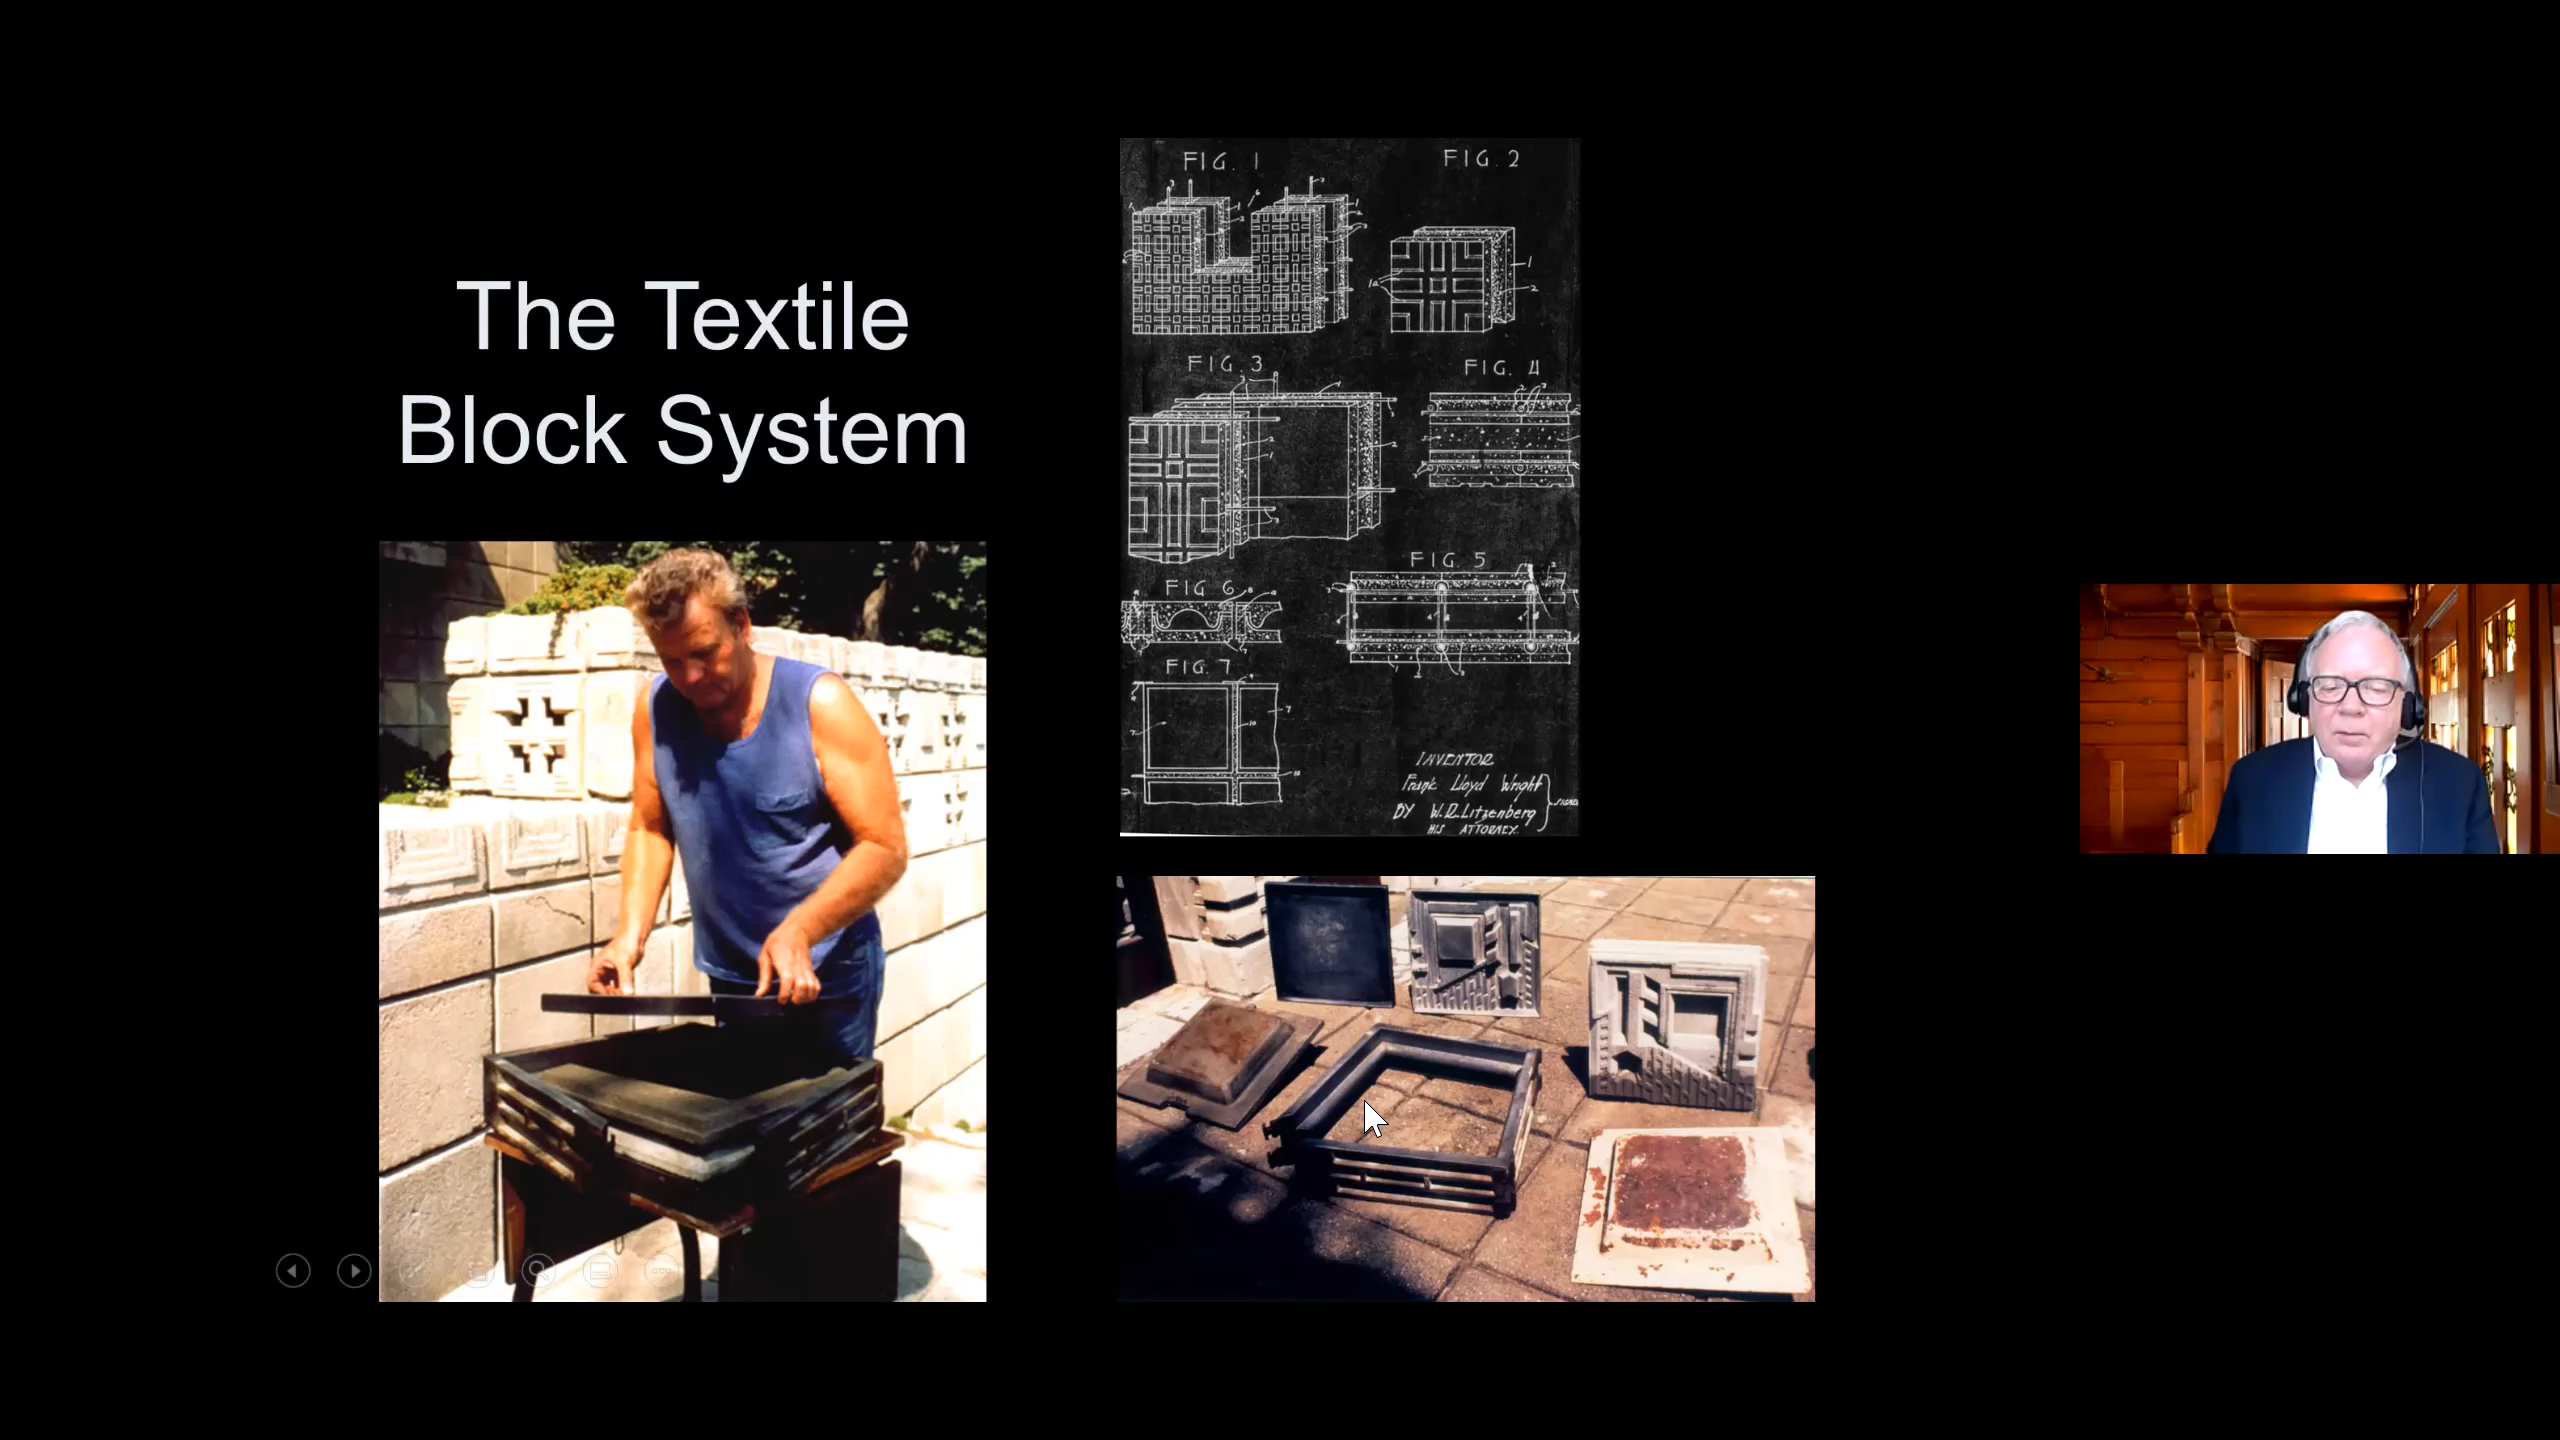 The Textile
Block System
FIG. 1
FIG. 2
FIG. 3
FIG. 4
FIG. 5
FIG 6
FIG. 7
INVENTOR
Frank Lloyd Wright
BY W.R. Litzenberg
HIS ATTORNEY.